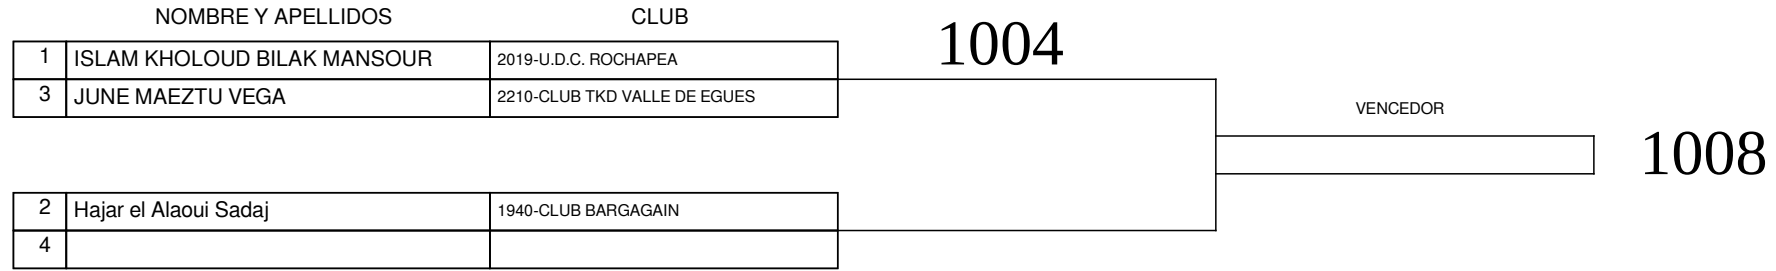 NOMBRE Y APELLIDOS CLUB
1 ISLAM KHOLOUD BILAK MANSOUR 2019-U.D.C. ROCHAPEA 1004
3 JUNE MAEZTU VEGA 2210-CLUB TKD VALLE DE EGUES
VENCEDOR
1008
2 Hajar el Alaoui Sadaj 1940-CLUB BARGAGAIN
4